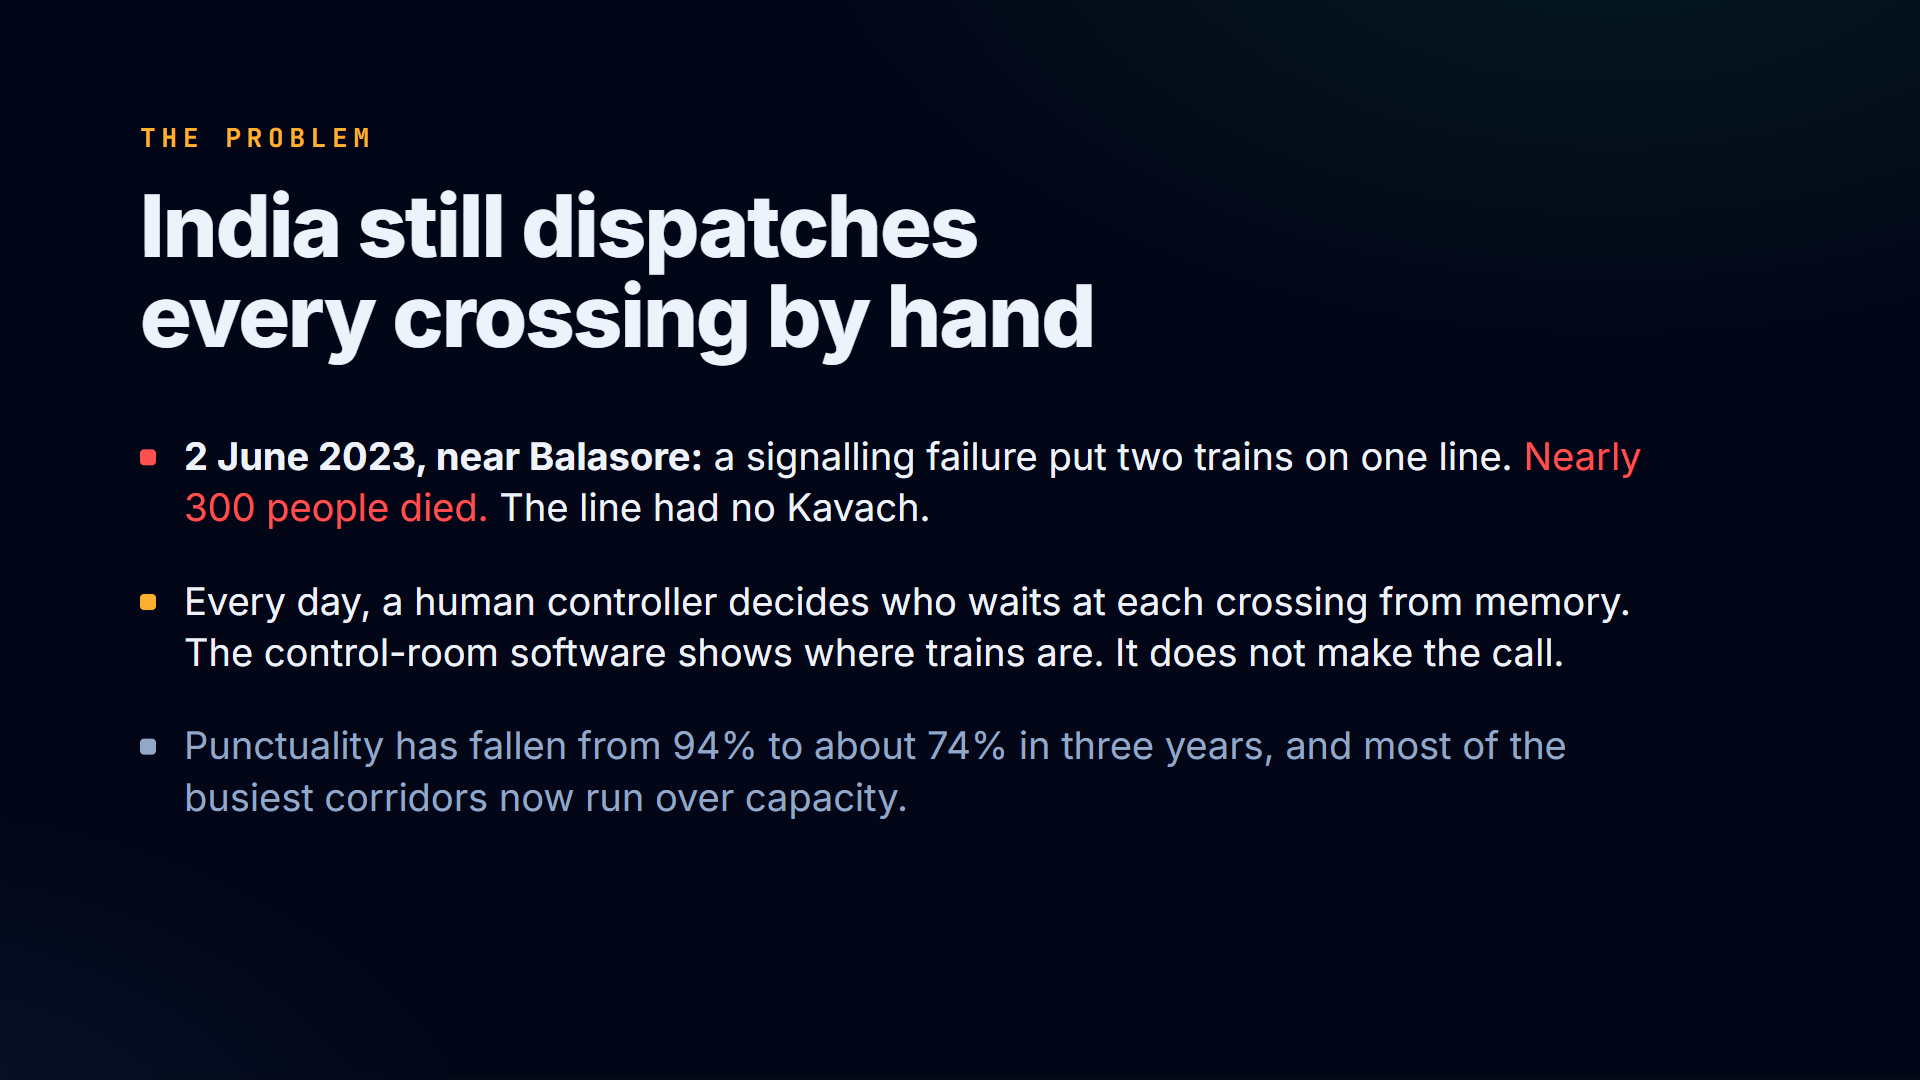 THE PROBLEM
India still dispatches
every crossing by hand
2 June 2023, near Balasore: a signalling failure put two trains on one line. Nearly
300 people died. The line had no Kavach.
Every day, a human controller decides who waits at each crossing from memory.
The control-room software shows where trains are. It does not make the call.
Punctuality has fallen from 94% to about 74% in three years, and most of the
busiest corridors now run over capacity.